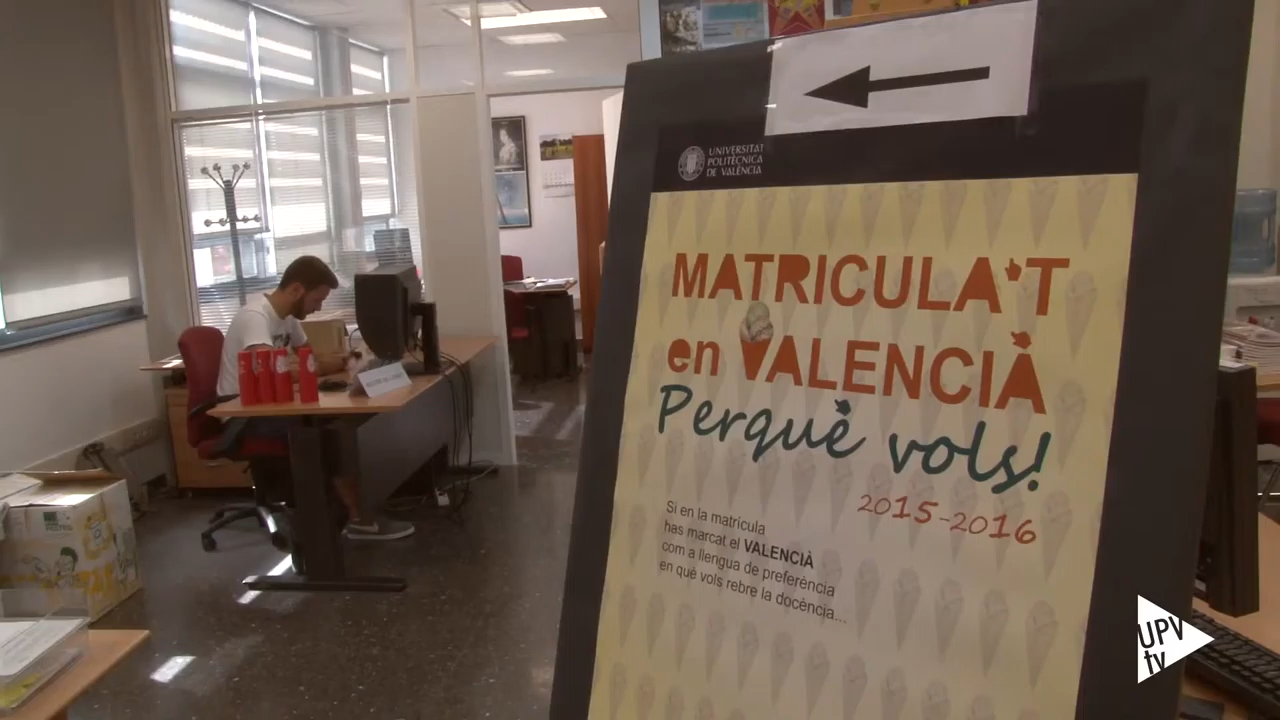 UNIVERSITAT
POLITÈCNICA
DE VALÈNCIA
MATRICULA'T
en VALENCIÀ
Perquè vols!
2015-2016
Si en la matrícula
has marcat el VALENCIÀ
com a llengua de preferència
en què vols rebre la docència...
UPV
tv